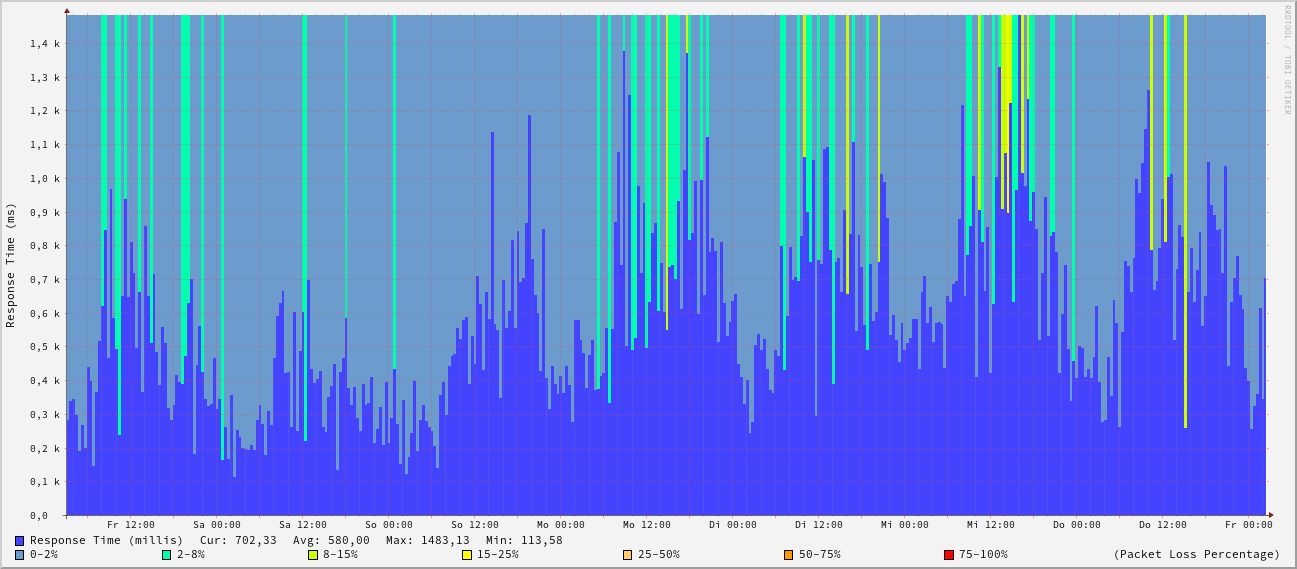 RRDTOOL / TOBI OETIKER
Response Time (ms)
1,4 k
1,3 k
1,2 k
1,1 k
1,0 k
0,9 k
0,8 k
0,7 k
0,6 k
0,5 k
0,4 k
0,3 k
0,2 k
0,1 k
0,0
Fr 12:00 Sa 00:00 Sa 12:00 So 00:00 So 12:00 Mo 00:00 Mo 12:00 Di 00:00 Di 12:00 Mi 00:00 Mi 12:00 Do 00:00 Do 12:00 Fr 00:00
Response Time (millis) Cur: 702,33 Avg: 580,00 Max: 1483,13 Min: 113,58
0-2% 2-8% 8-15% 15-25% 25-50% 50-75% 75-100% (Packet Loss Percentage)